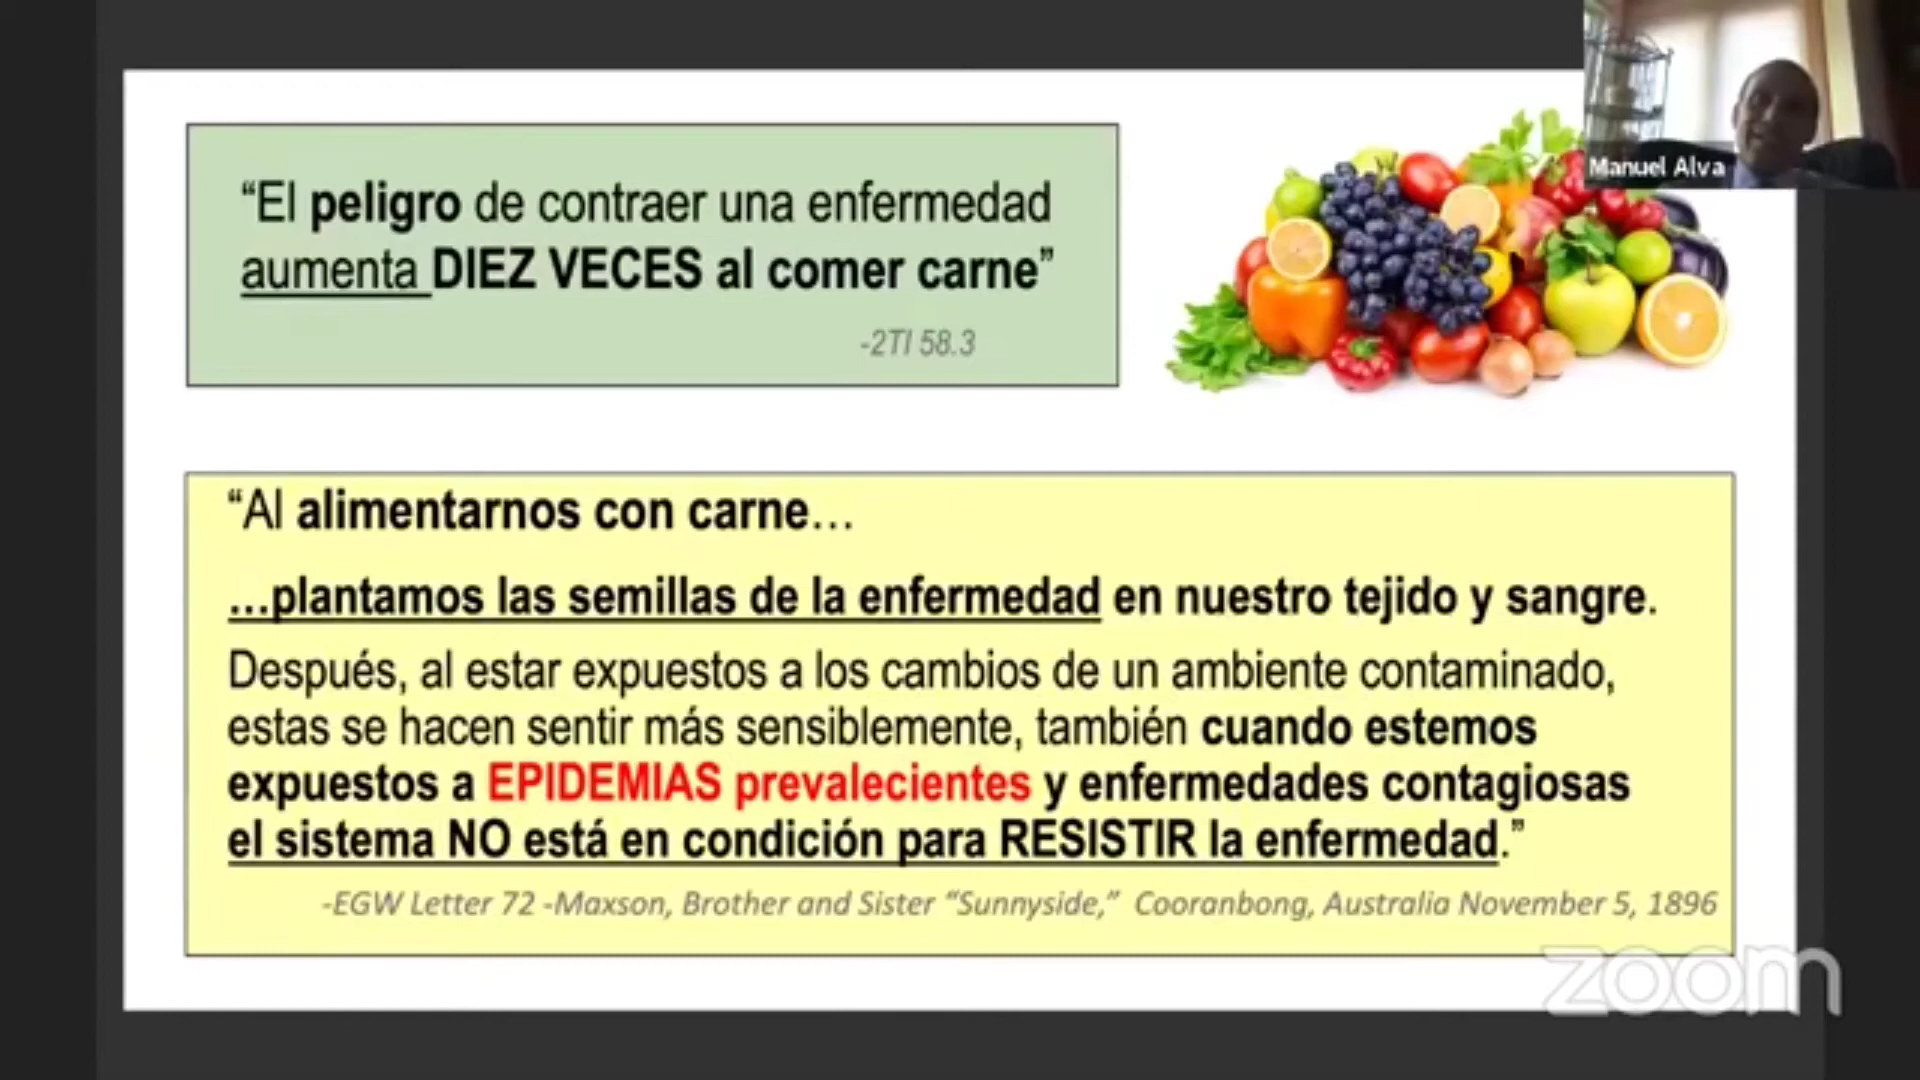 Manuel Alva
“El peligro de contraer una enfermedad
aumenta DIEZ VECES al comer carne”
-2TI 58.3
“Al alimentarnos con carne…
…plantamos las semillas de la enfermedad en nuestro tejido y sangre.
Después, al estar expuestos a los cambios de un ambiente contaminado,
estas se hacen sentir más sensiblemente, también cuando estemos
expuestos a EPIDEMIAS prevalecientes y enfermedades contagiosas
el sistema NO está en condición para RESISTIR la enfermedad.”
-EGW Letter 72 -Maxson, Brother and Sister “Sunnyside,” Cooranbong, Australia November 5, 1896
zoom